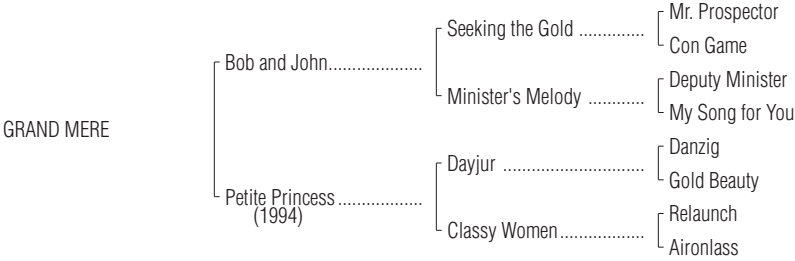 Mr. Prospector
Seeking the Gold ..............
Con Game
Bob and John....................
Deputy Minister
Minister's Melody ............
My Song for You
GRAND MERE
Danzig
Dayjur ..............................
Gold Beauty
Petite Princess..................
(1994)
Relaunch
Classy Women..................
Aironlass